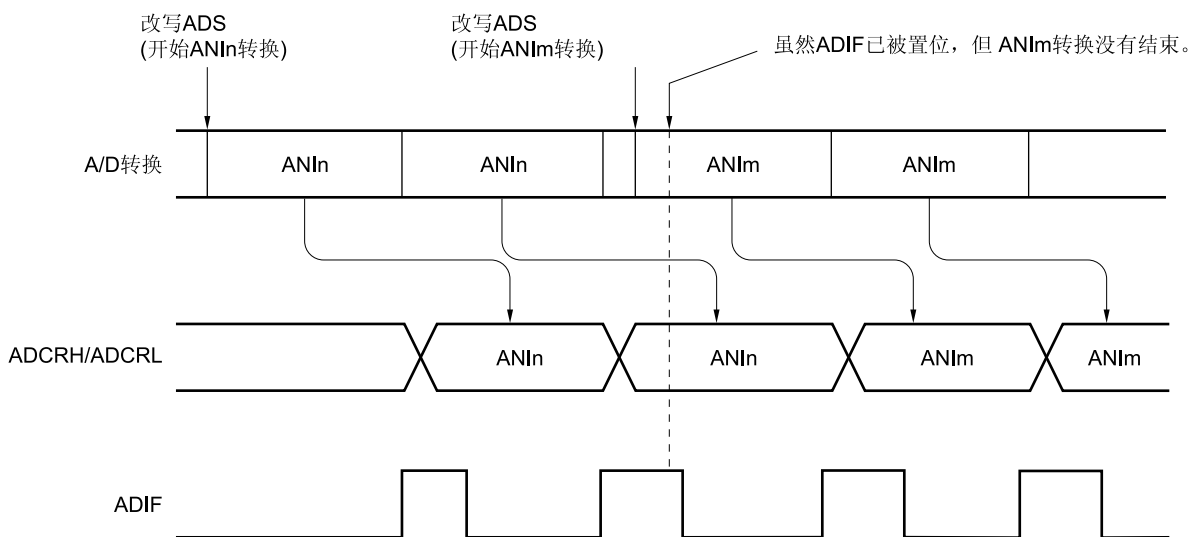 改写ADS
(开始ANIn转换)
改写ADS
(开始ANIm转换)
虽然ADIF已被置位，但 ANIm转换没有结束。
A/D转换
ANIn
ANIn
ANIm
ANIm
ADCRH/ADCRL
ANIn
ANIn
ANIm
ANIm
ADIF